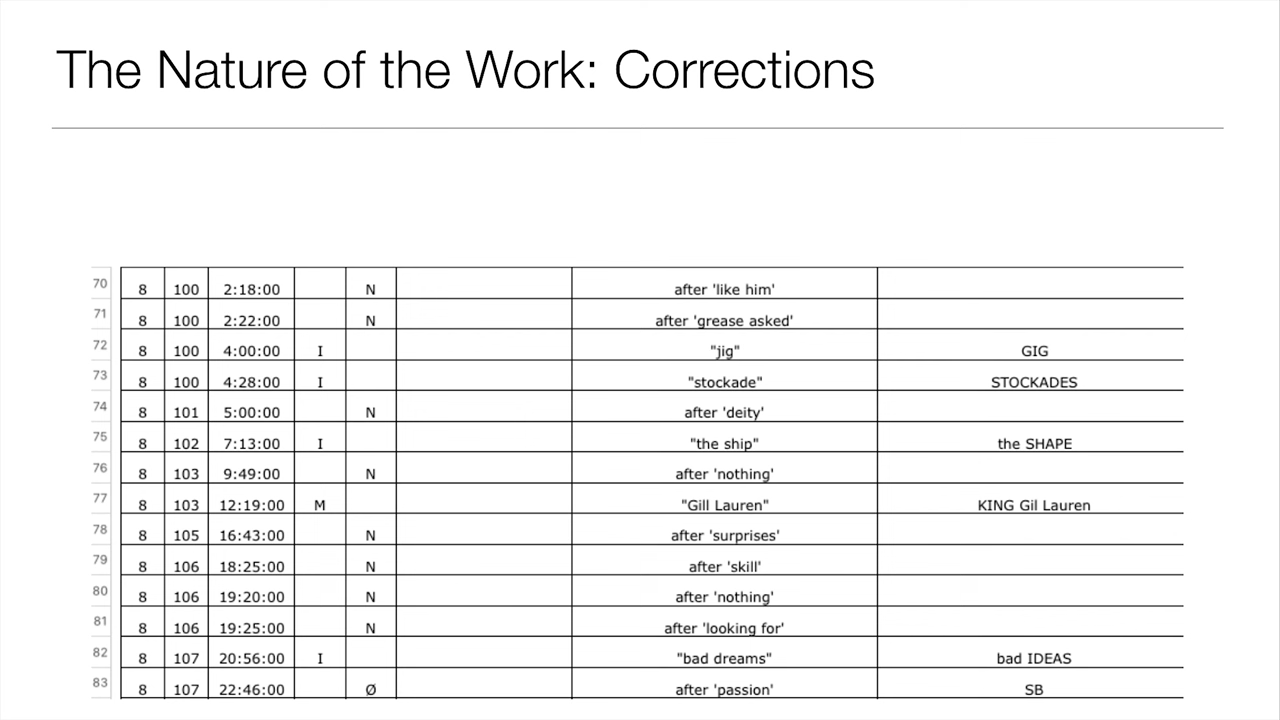 The Nature of the Work: Corrections
70 8 100 2:18:00 N after 'like him'
71 8 100 2:22:00 N after 'grease asked'
72 8 100 4:00:00 I "jig" GIG
73 8 100 4:28:00 I "stockade" STOCKADES
74 8 101 5:00:00 N after 'deity'
75 8 102 7:13:00 I "the ship" the SHAPE
76 8 103 9:49:00 N after 'nothing'
77 8 103 12:19:00 M "Gill Lauren" KING Gil Lauren
78 8 105 16:43:00 N after 'surprises'
79 8 106 18:25:00 N after 'skill'
80 8 106 19:20:00 N after 'nothing'
81 8 106 19:25:00 N after 'looking for'
82 8 107 20:56:00 I "bad dreams" bad IDEAS
83 8 107 22:46:00 Ø after 'passion' SB